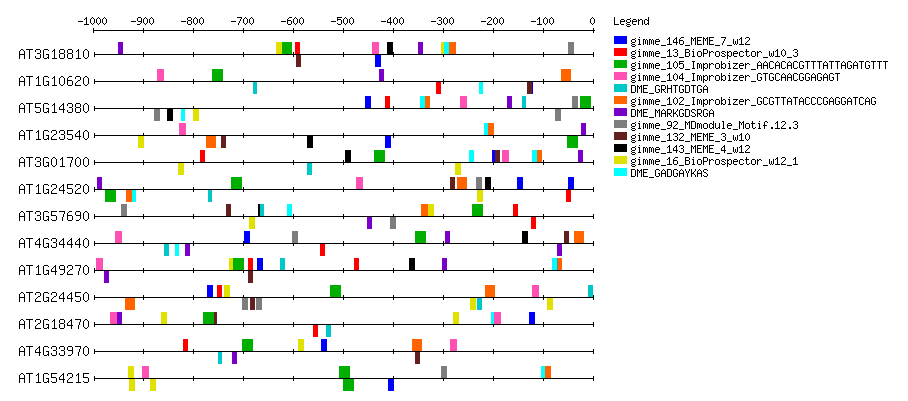 -1000 -900 -800 -700 -600 -500 -400 -300 -200 -100 0
Legend
AT3G18810
AT1G10620
AT5G14380
AT1G23540
AT3G01700
AT1G24520
AT3G57690
AT4G34440
AT1G49270
AT2G24450
AT2G18470
AT4G33970
AT1G54215
gimme_146_MEME_7_w12
gimme_13_BioProspector_w10_3
gimme_105_Improbizer_AACACACGTTTATTAGATGTTT
gimme_104_Improbizer_GTGCAACGGAGAGT
DME_GRHTGDTGA
gimme_102_Improbizer_GCGTTATACCCGAGGATCAG
DME_MARKGDSRGA
gimme_92_MDmodule_Motif.12.3
gimme_132_MEME_3_w10
gimme_143_MEME_4_w12
gimme_16_BioProspector_w12_1
DME_GADGAYKAS